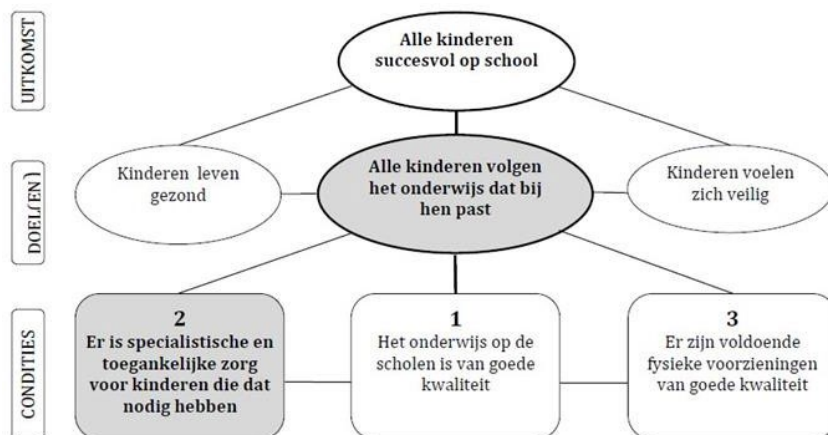 UITKOMST
Alle kinderen
succesvol op school
DOEL(EN)
Kinderen leven
gezond
Alle kinderen volgen
het onderwijs dat bij
hen past
Kinderen voelen
zich veilig
CONDITIES
2
Er is specialistische en
toegankelijke zorg
voor kinderen die dat
nodig hebben
1
Het onderwijs op de
scholen is van goede
kwaliteit
3
Er zijn voldoende
fysieke voorzieningen
van goede kwaliteit